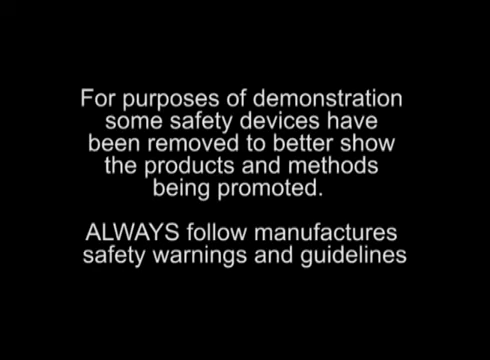 For purposes of demonstration
some safety devices have
been removed to better show
the products and methods
being promoted.
ALWAYS follow manufactures
safety warnings and guidelines